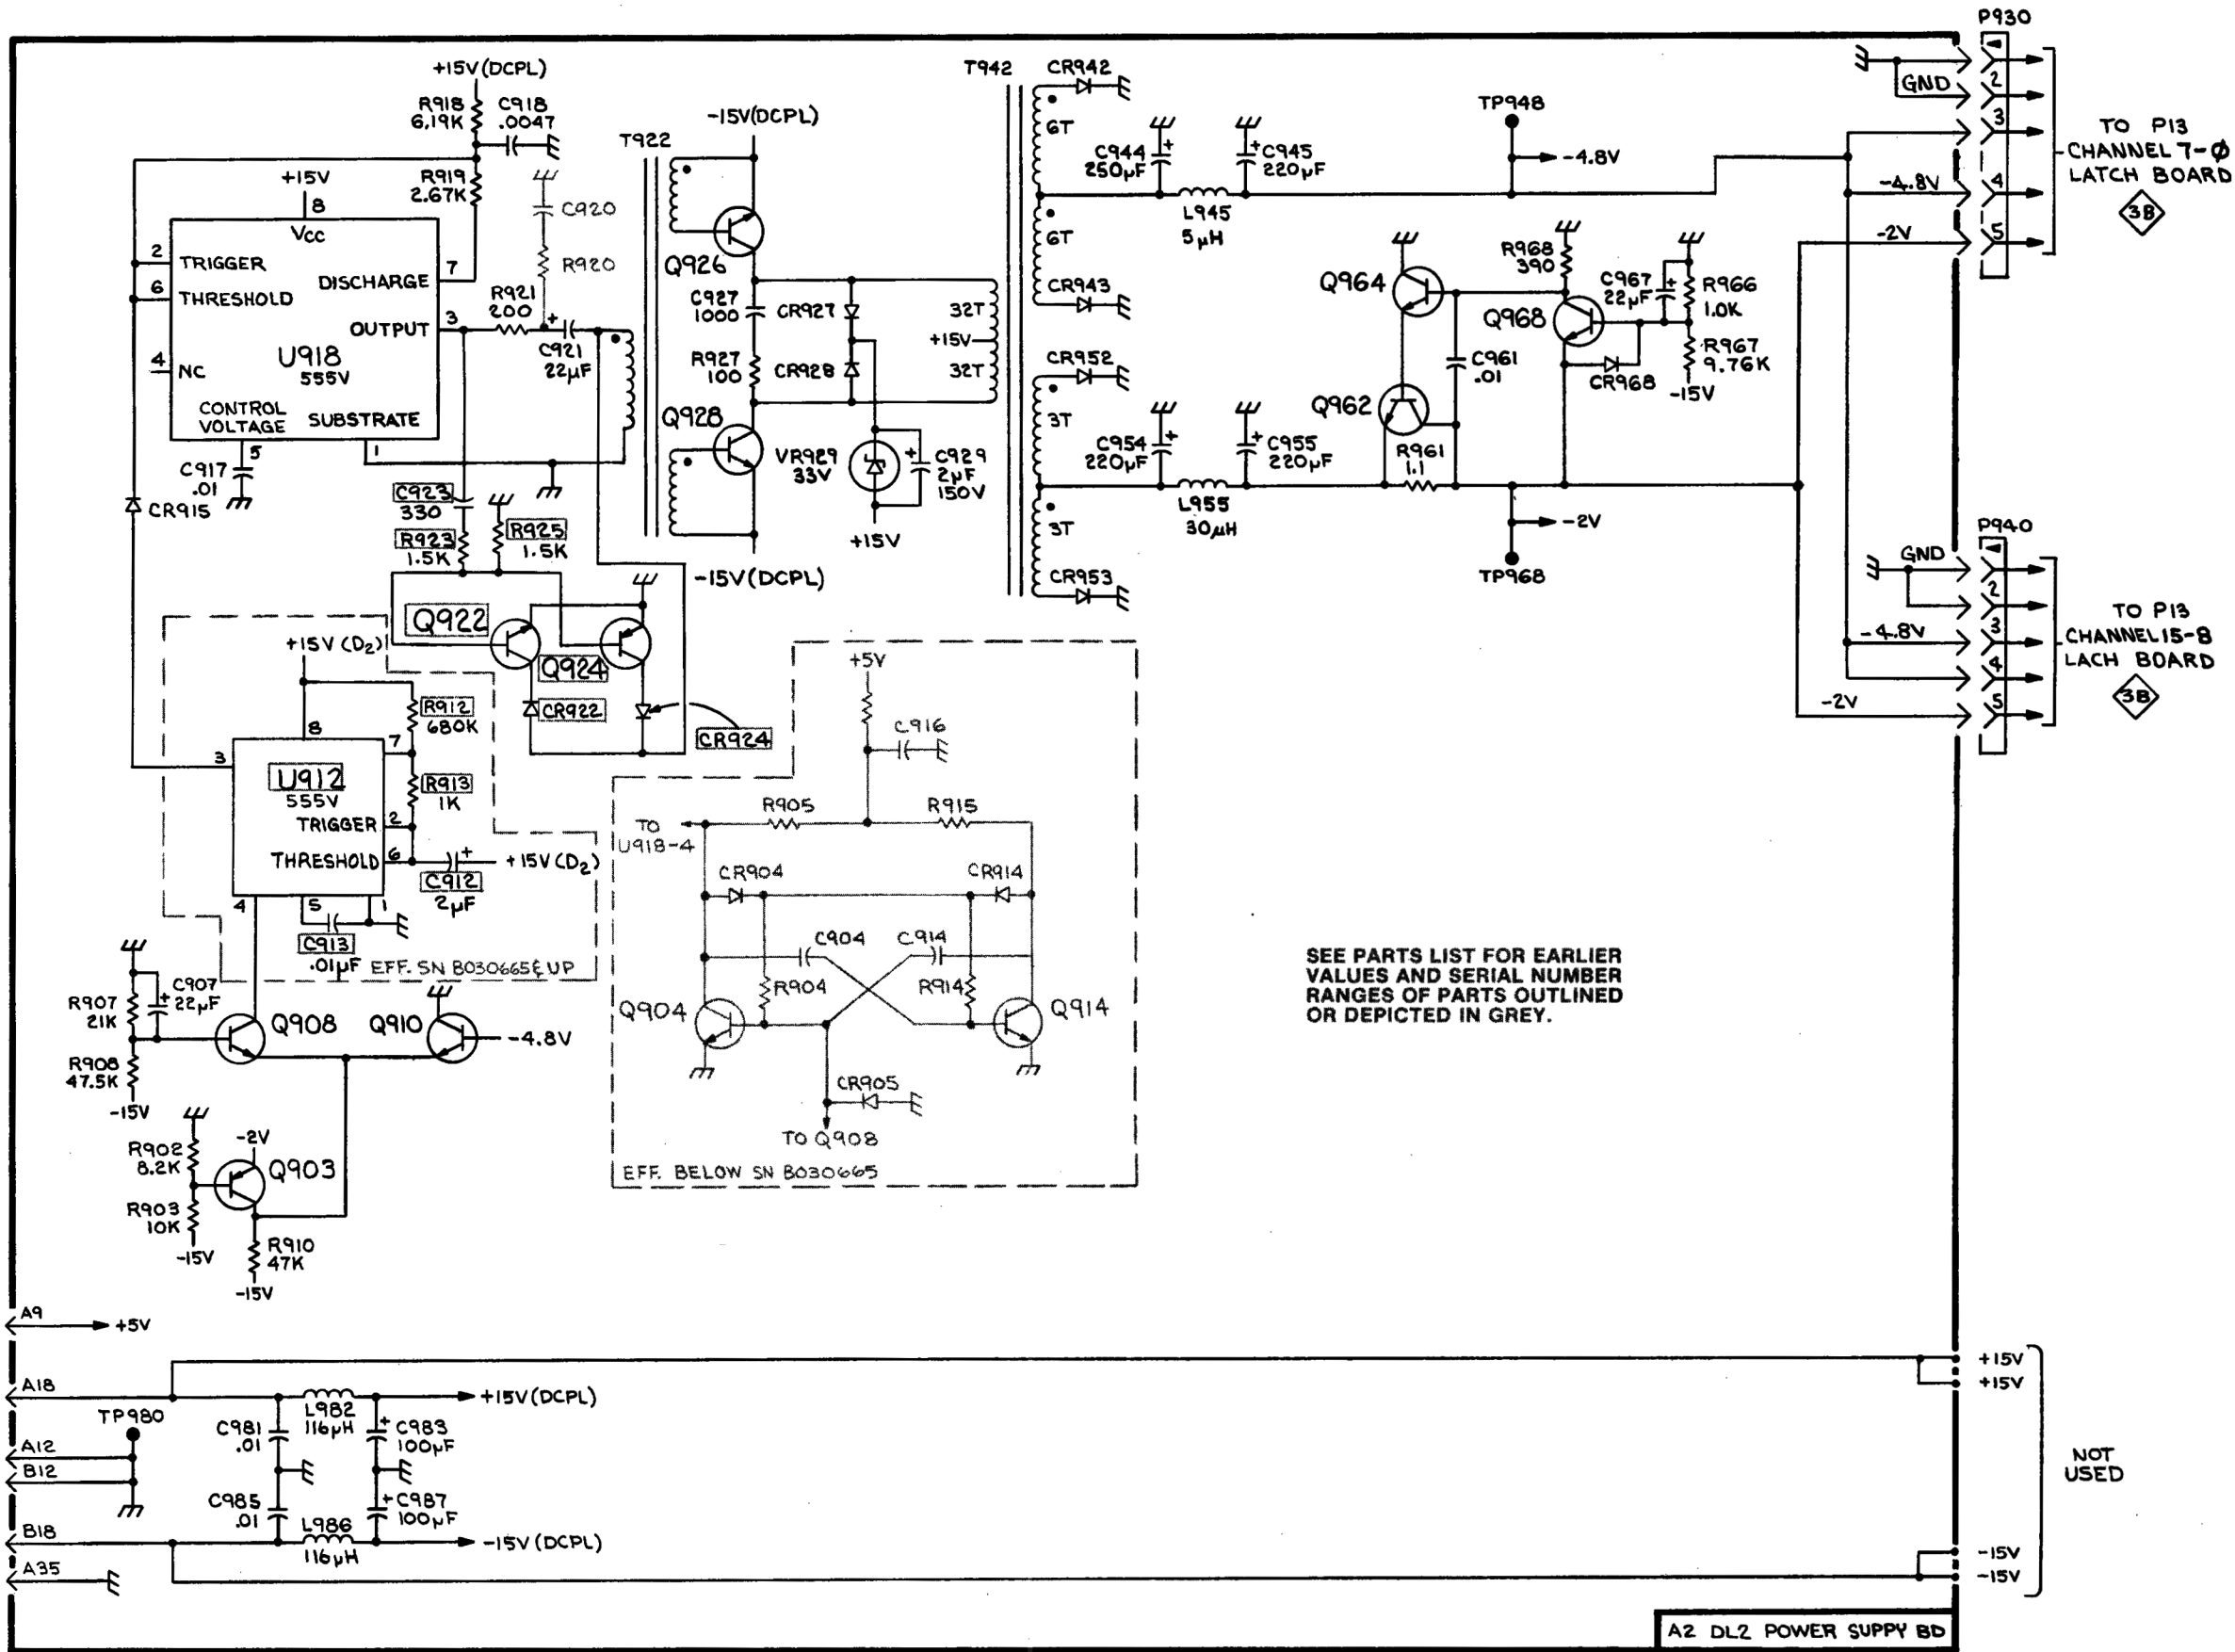 P930
+15V(DCPL)
R918
6.19K
C918
.0047
T922
-15V(DCPL)
T942
CR942
6T
TP948
GND
2
3
TO P13
CHANNEL 7-Ø
LATCH BOARD
3B
C944
250µF
C945
220µF
-4.8V
-4.8V
4
L945
5µH
6T
CR943
-2V
5
+15V
8
R919
2.67K
C920
R920
VCC
2
TRIGGER
6
THRESHOLD
DISCHARGE
7
OUTPUT
3
R921
200
C921
22µF
U918
555V
4
NC
CONTROL
VOLTAGE
SUBSTRATE
5
1
C917
.01
CR915
Q926
C927
1000
CR927
32T
+15V
32T
R927
100
CR928
Q928
VR929
33V
C929
2µF
150V
+15V
-15V(DCPL)
CR952
3T
C954
220µF
C955
220µF
L955
30µH
3T
CR953
Q964
R968
390
C967
22µF
R966
1.0K
Q968
R967
9.76K
-15V
CR968
C961
.01
Q962
R961
1.1
-2V
TP968
P940
GND
2
-4.8V
3
4
-2V
5
TO P13
CHANNEL 15-8
LACH BOARD
3B
C923
330
R923
1.5K
R925
1.5K
Q922
Q924
CR922
CR924
+15V (D2)
8
R912
680K
7
3
U912
555V
R913
1K
TRIGGER
2
THRESHOLD
6
+15V(D2)
C912
2µF
4
5
1
C913
.01µF
EFF. SN B030665 & UP
+5V
C916
R905
R915
TO
U918-4
CR904
CR914
C904
C914
R904
R914
Q904
Q914
CR905
TO Q908
EFF. BELOW SN B030665
SEE PARTS LIST FOR EARLIER
VALUES AND SERIAL NUMBER
RANGES OF PARTS OUTLINED
OR DEPICTED IN GREY.
R907
21K
C907
22µF
Q908
Q910
-4.8V
R908
47.5K
-15V
R902
8.2K
-2V
Q903
R903
10K
-15V
R910
47K
-15V
A9
+5V
A18
+15V(DCPL)
TP980
C981
.01
L982
116µH
C983
100µF
A12
B12
C985
.01
L986
116µH
C987
100µF
B18
-15V(DCPL)
A35
+15V
+15V
NOT
USED
-15V
-15V
A2 DL2 POWER SUPPY BD